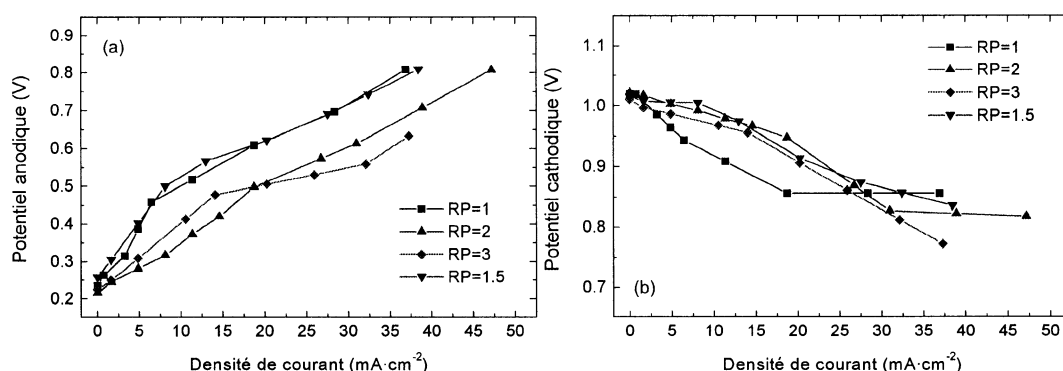 (a)
Potentiel anodique (V)
0.9
0.8
0.7
0.6
0.5
0.4
0.3
0.2
RP=1
RP=2
RP=3
RP=1.5
0 5 10 15 20 25 30 35 40 45 50
Densité de courant (mA·cm⁻²)
(b)
Potentiel cathodique (V)
1.1
1.0
0.9
0.8
0.7
RP=1
RP=2
RP=3
RP=1.5
0 5 10 15 20 25 30 35 40 45 50
Densité de courant (mA·cm⁻²)